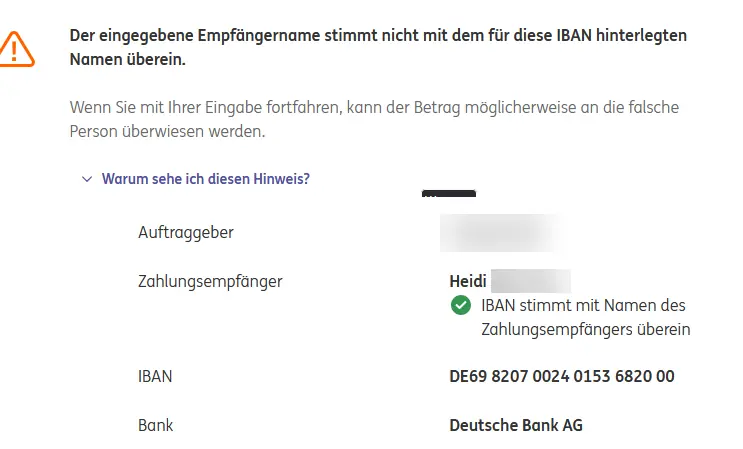 Der eingegebene Empfängername stimmt nicht mit dem für diese IBAN hinterlegten
Namen überein.
Wenn Sie mit Ihrer Eingabe fortfahren, kann der Betrag möglicherweise an die falsche
Person überwiesen werden.
Warum sehe ich diesen Hinweis?
Auftraggeber
Zahlungsempfänger Heidi
IBAN stimmt mit Namen des
Zahlungsempfängers überein
IBAN DE69 8207 0024 0153 6820 00
Bank Deutsche Bank AG